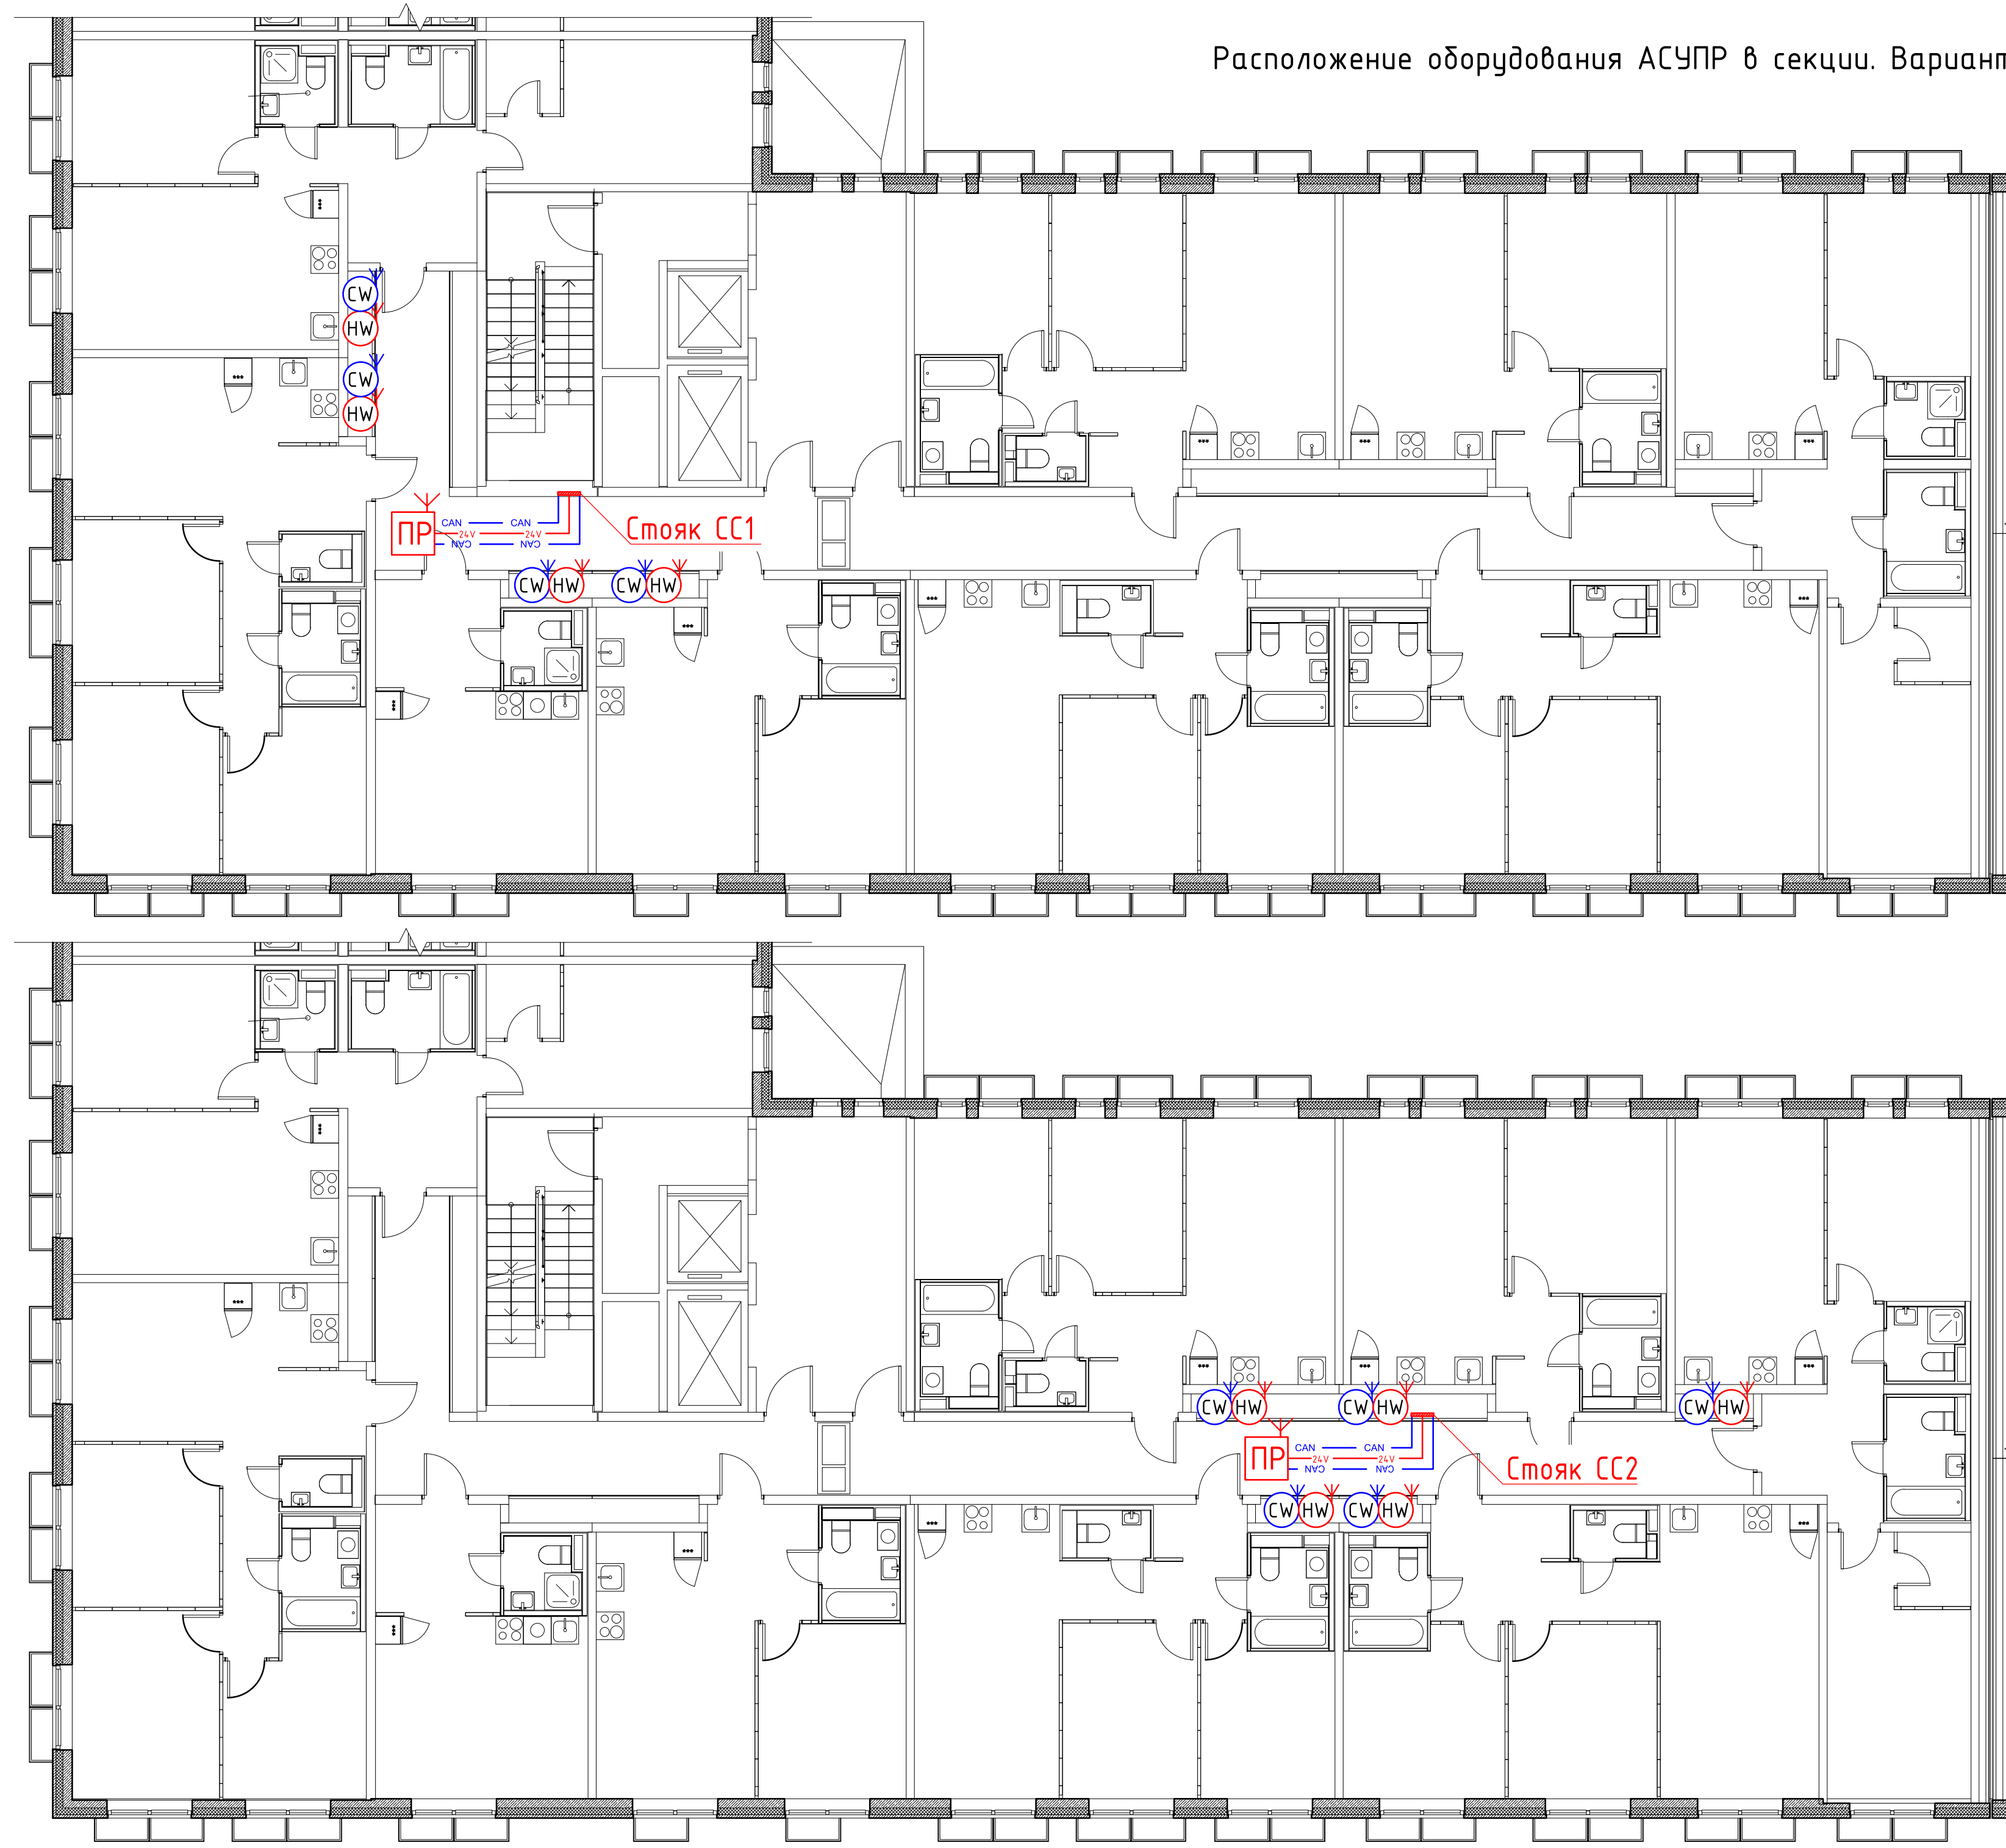 Расположение оборудования АСУПР в секции. Вариант
CW
HW
CW
HW
ПР
CAN CAN
24V 24V
CAN CAN
Стояк СС1
CW HW CW HW
CW HW CW HW CW HW
ПР
CAN CAN
24V 24V
CAN CAN
Стояк СС2
CW HW CW HW